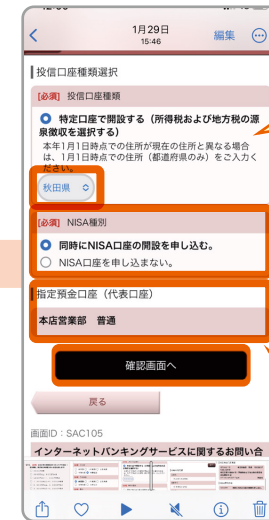 1月29日
15:46
編集
投信口座種類選択
[必須] 投信口座種類
特定口座で開設する（所得税および地方税の源
泉徴収を選択する）
本年1月1日時点での住所が現在の住所と異なる場合
は、1月1日時点での住所（都道府県のみ）をご入力く
ださい。
秋田県
[必須] NISA種別
同時にNISA口座の開設を申し込む。
NISA口座を申し込まない。
指定預金口座（代表口座）
本店営業部 普通
確認画面へ
戻る
画面ID：SAC105
インターネットバンキングサービスに関するお問い合